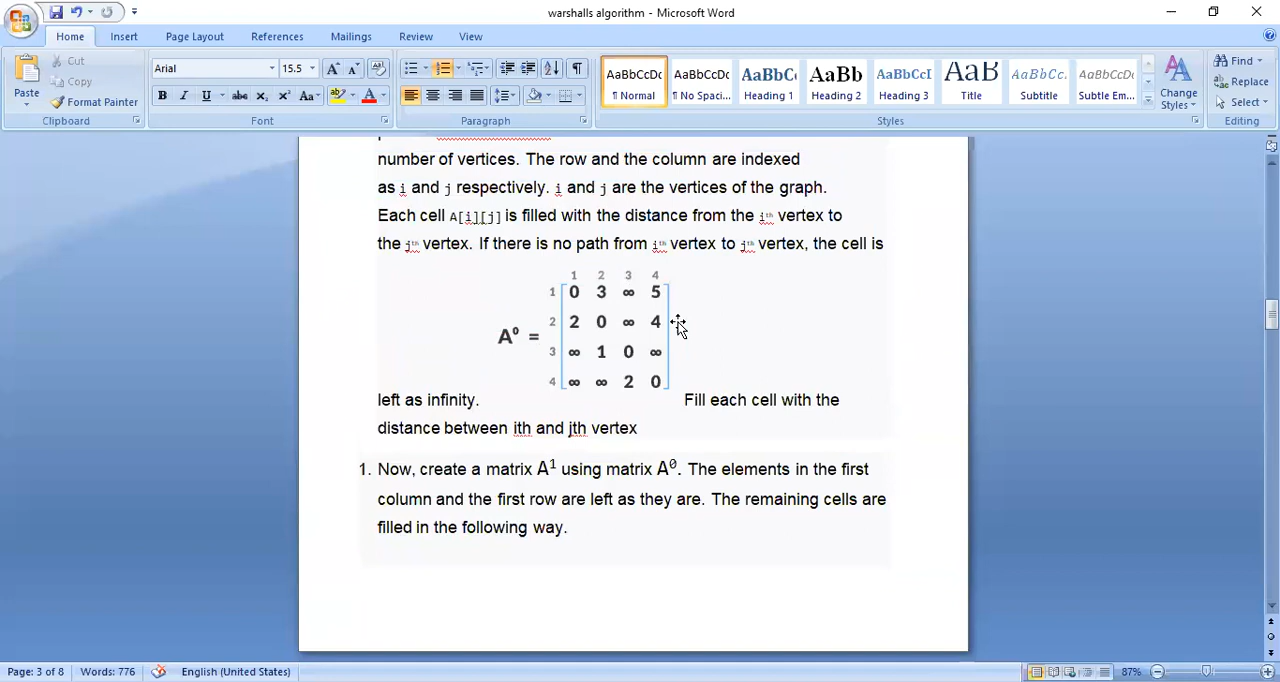 warshalls algorithm - Microsoft Word
Home Insert Page Layout References Mailings Review View
Paste
Cut
Copy
Format Painter
Clipboard
Arial 15.5
Font
Paragraph
AaBbCcDc AaBbCcDc AaBbC AaBb AaBbCcI AaB AaBbCc. AaBbCcDc
¶ Normal ¶ No Spaci... Heading 1 Heading 2 Heading 3 Title Subtitle Subtle Em...
Styles
Change Styles
Find
Replace
Select
Editing
number of vertices. The row and the column are indexed
as i and j respectively. i and j are the vertices of the graph.
Each cell A[i][j] is filled with the distance from the ith vertex to
the jth vertex. If there is no path from ith vertex to jth vertex, the cell is
1 2 3 4
1 0 3 ∞ 5
2 2 0 ∞ 4
A⁰ =
3 ∞ 1 0 ∞
4 ∞ ∞ 2 0
left as infinity. Fill each cell with the
distance between ith and jth vertex
1. Now, create a matrix A¹ using matrix A⁰. The elements in the first
column and the first row are left as they are. The remaining cells are
filled in the following way.
Page: 3 of 8 Words: 776 English (United States) 87%